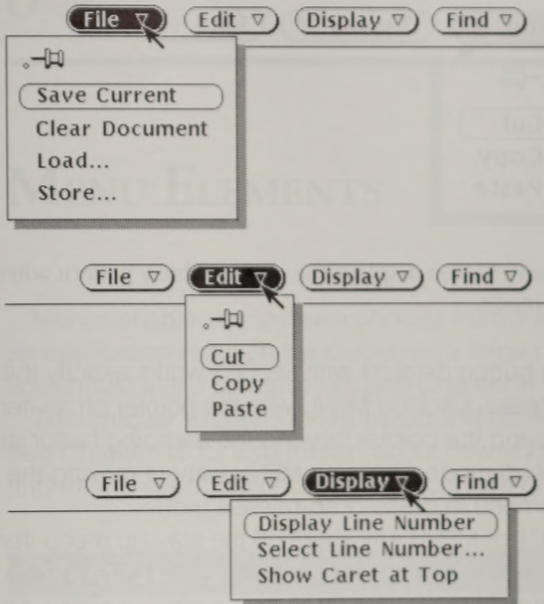 File ▽ Edit ▽ Display ▽ Find ▽
Save Current
Clear Document
Load...
Store...
File ▽ Edit ▽ Display ▽ Find ▽
Cut
Copy
Paste
File ▽ Edit ▽ Display ▽ Find ▽
Display Line Number
Select Line Number...
Show Caret at Top